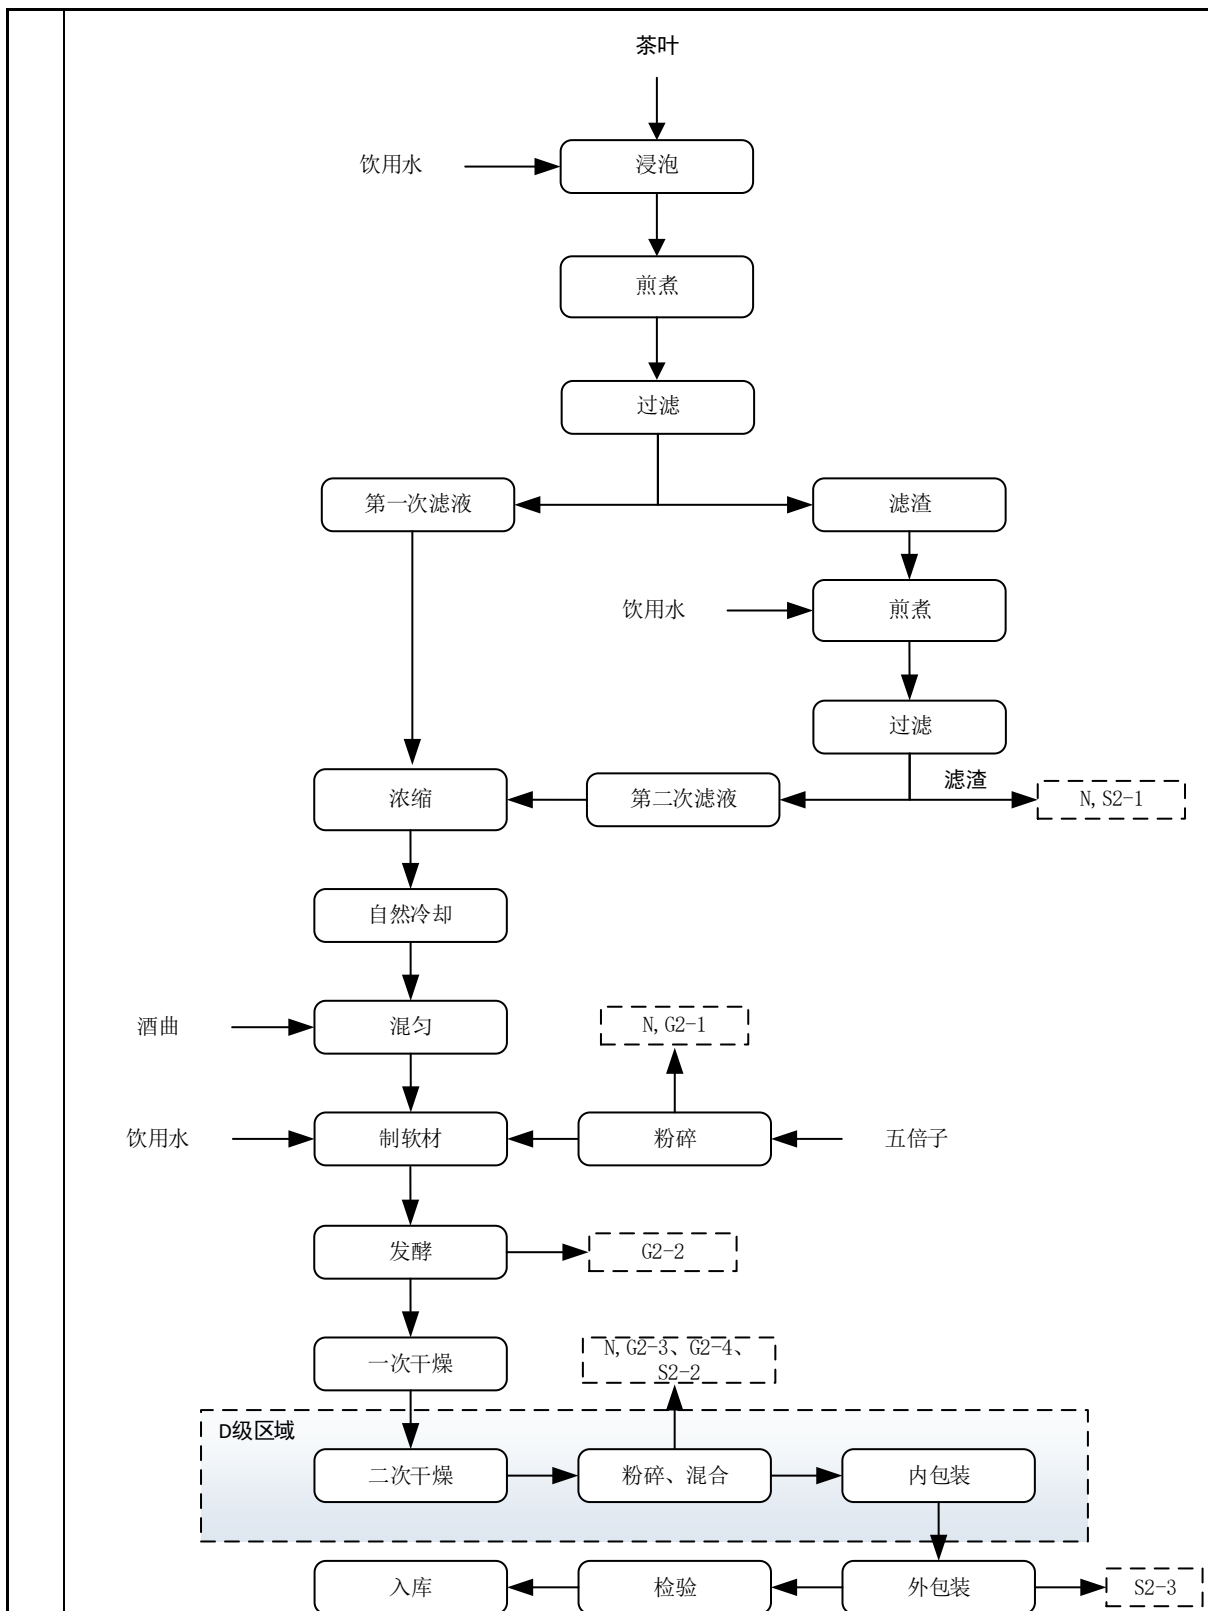 茶叶
饮用水
浸泡
煎煮
过滤
第一次滤液
滤渣
饮用水
煎煮
过滤
滤渣
浓缩
第二次滤液
N,S2-1
自然冷却
酒曲
混匀
N,G2-1
饮用水
制软材
粉碎
五倍子
发酵
G2-2
一次干燥
N,G2-3、G2-4、
S2-2
D级区域
二次干燥
粉碎、混合
内包装
入库
检验
外包装
S2-3